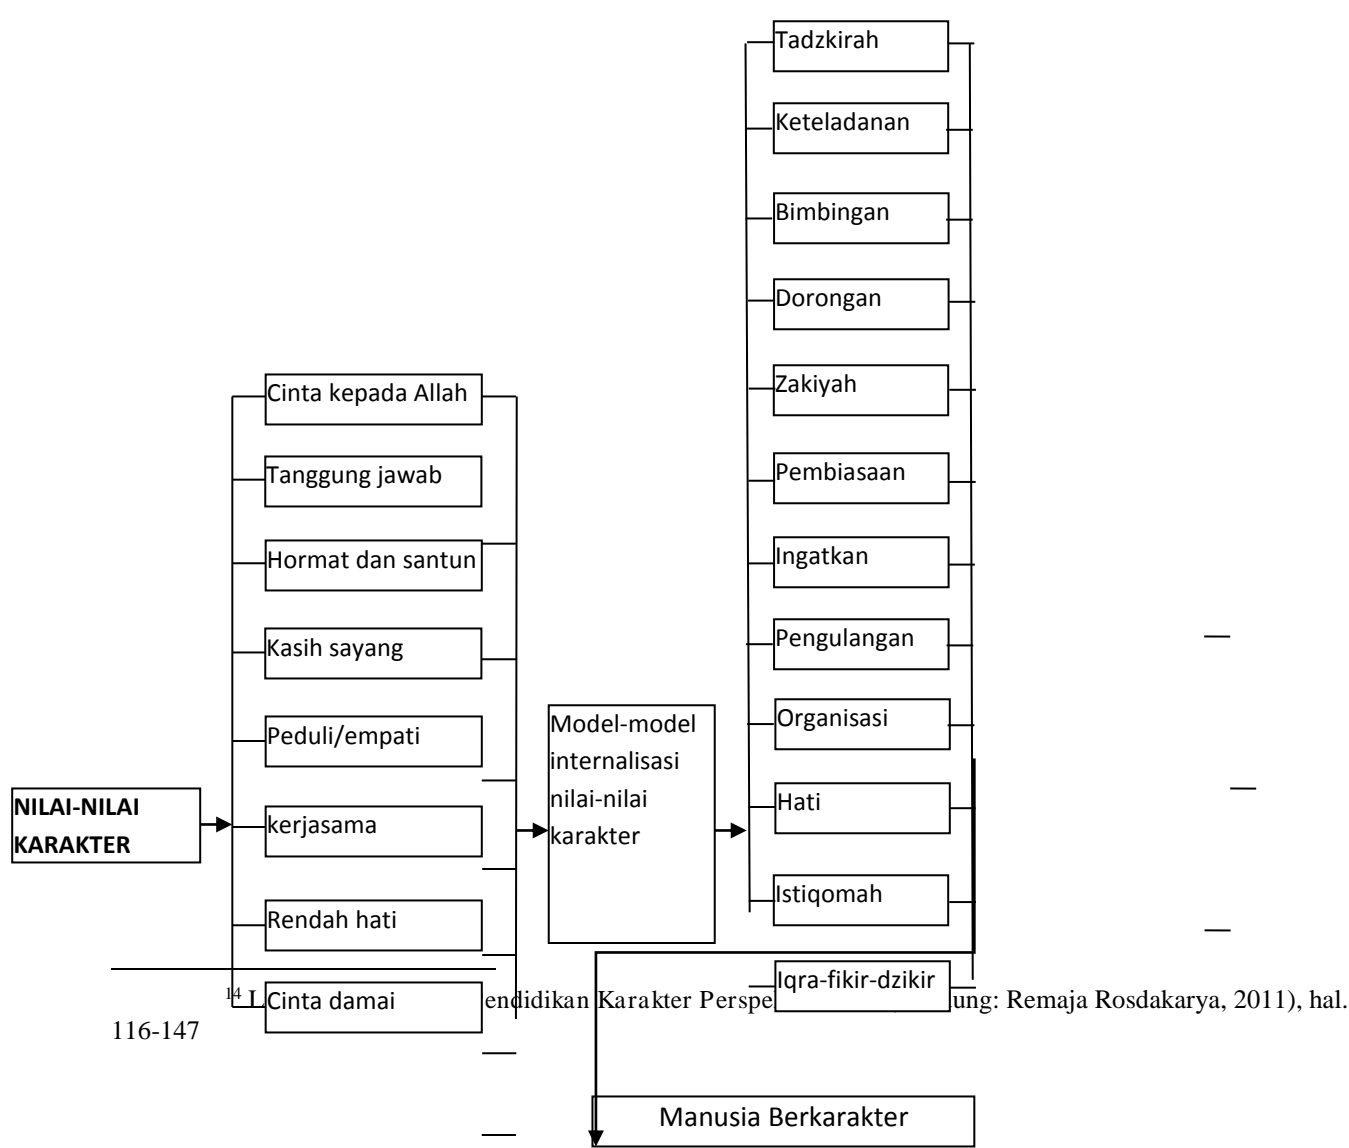 Tadzkirah
Keteladanan
Bimbingan
Dorongan
Zakiyah
Pembiasaan
Ingatkan
Pengulangan
Organisasi
Hati
Istiqomah
Iqra-fikir-dzikir
Cinta kepada Allah
Tanggung jawab
Hormat dan santun
Kasih sayang
Peduli/empati
kerjasama
Rendah hati
Cinta damai
Model-model
internalisasi
nilai-nilai
karakter
NILAI-NILAI
KARAKTER
14 endidikan Karakter Perspe ung: Remaja Rosdakarya, 2011), hal.
116-147
Manusia Berkarakter